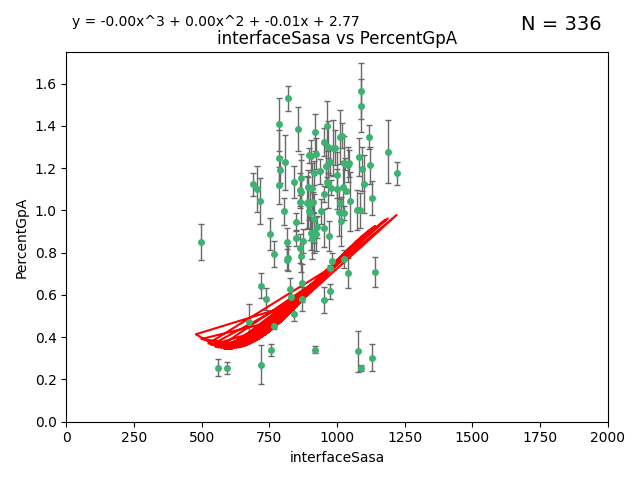 y = -0.00x^3 + 0.00x^2 + -0.01x + 2.77
N = 336
interfaceSasa vs PercentGpA
PercentGpA
1.6
1.4
1.2
1.0
0.8
0.6
0.4
0.2
0.0
0 250 500 750 1000 1250 1500 1750 2000
interfaceSasa